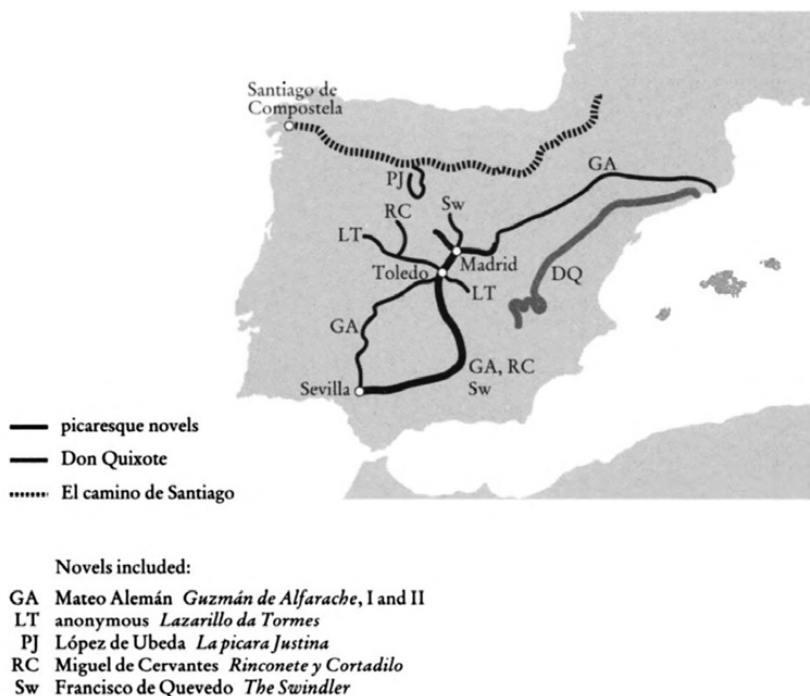 Santiago de
Compostela
GA
PJ
Sw
RC
LT
Madrid
Toledo
DQ
LT
GA
GA, RC
Sw
Sevilla
picaresque novels
Don Quixote
El camino de Santiago
Novels included:
GA Mateo Alemán Guzmán de Alfarache, I and II
LT anonymous Lazarillo da Tormes
PJ López de Ubeda La picara Justina
RC Miguel de Cervantes Rinconete y Cortadilo
Sw Francisco de Quevedo The Swindler